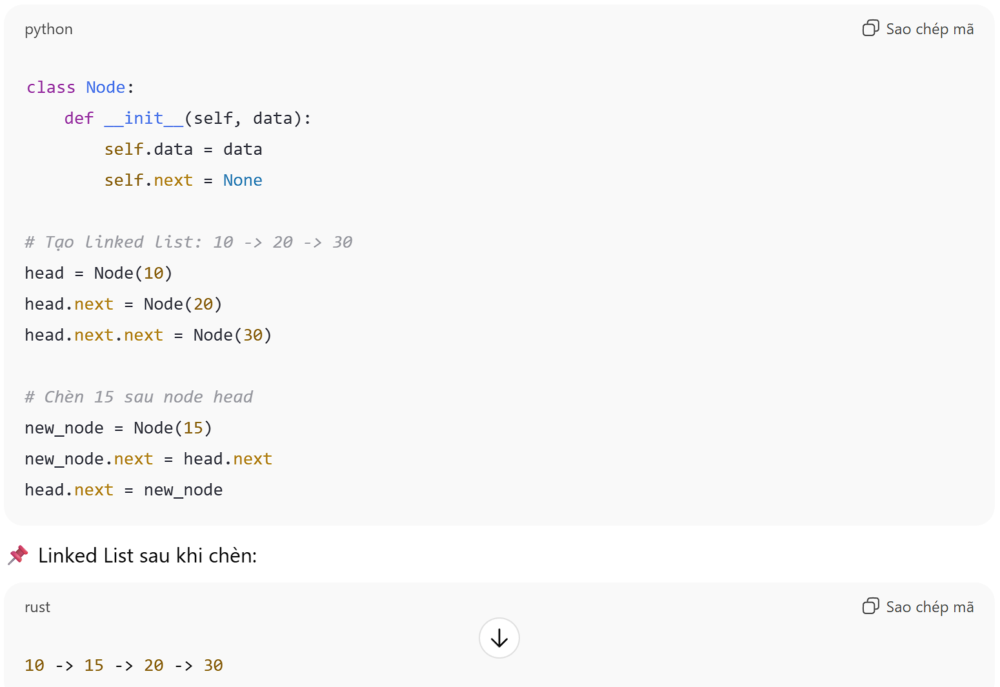 python
Sao chép mã
class Node:
    def __init__(self, data):
        self.data = data
        self.next = None
# Tạo linked list: 10 -> 20 -> 30
head = Node(10)
head.next = Node(20)
head.next.next = Node(30)
# Chèn 15 sau node head
new_node = Node(15)
new_node.next = head.next
head.next = new_node
📌 Linked List sau khi chèn:
rust
Sao chép mã
10 -> 15 -> 20 -> 30